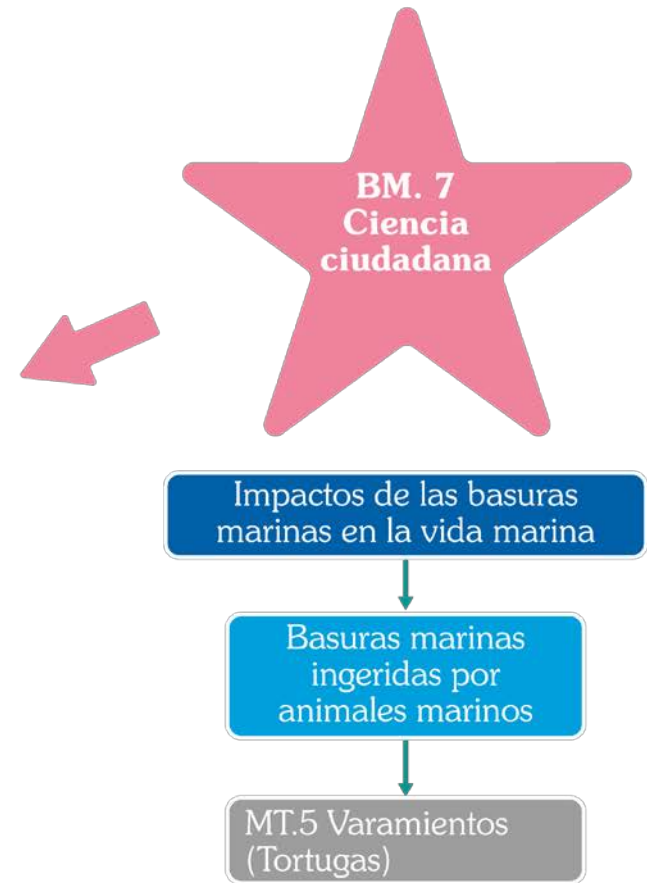 BM. 7
Ciencia
ciudadana
Impactos de las basuras
marinas en la vida marina
Basuras marinas
ingeridas por
animales marinos
MT.5 Varamientos
(Tortugas)